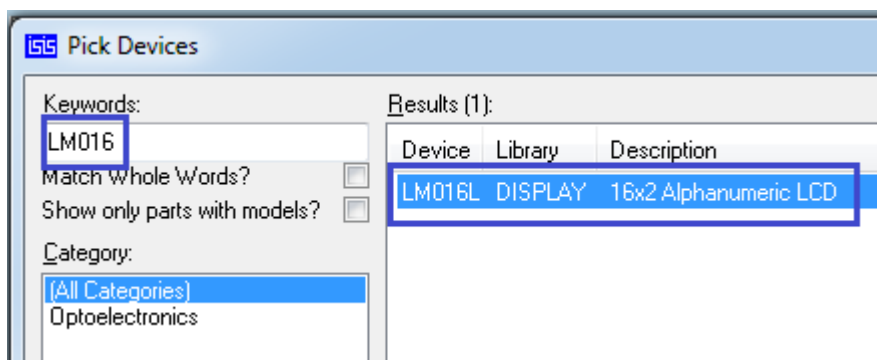 isis Pick Devices
Keywords:
LM016
Match Whole Words?
Show only parts with models?
Category:
(All Categories)
Optoelectronics
Results (1):
Device Library Description
LM016L DISPLAY 16x2 Alphanumeric LCD